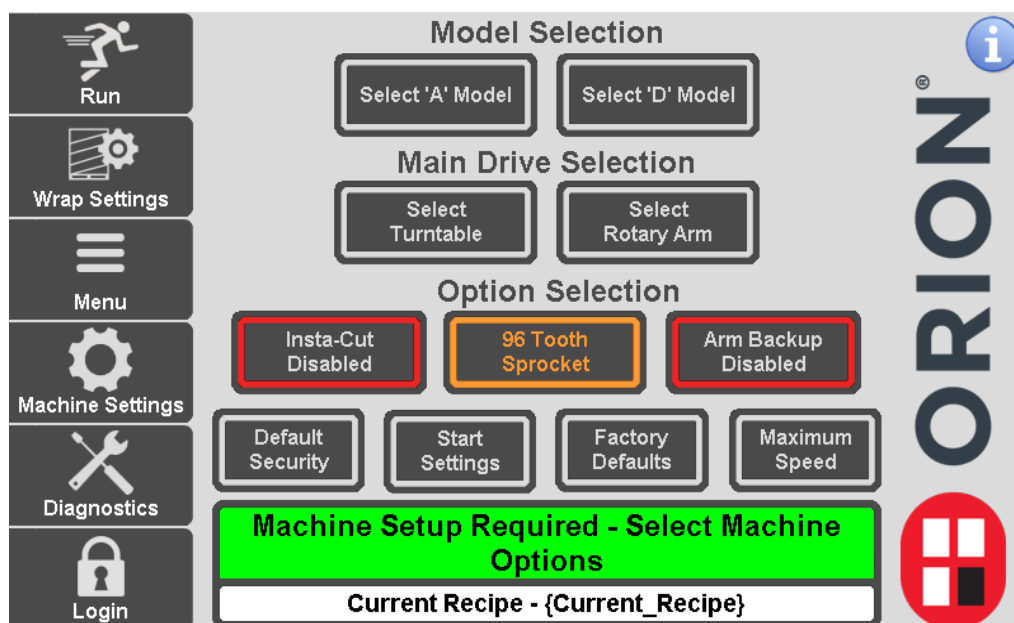 Run
Wrap Settings
Menu
Machine Settings
Diagnostics
Login
Model Selection
Select 'A' Model
Select 'D' Model
Main Drive Selection
Select
Turntable
Select
Rotary Arm
Option Selection
Insta-Cut
Disabled
96 Tooth
Sprocket
Arm Backup
Disabled
Default
Security
Start
Settings
Factory
Defaults
Maximum
Speed
Machine Setup Required - Select Machine
Options
Current Recipe - {Current_Recipe}
i
ORION®